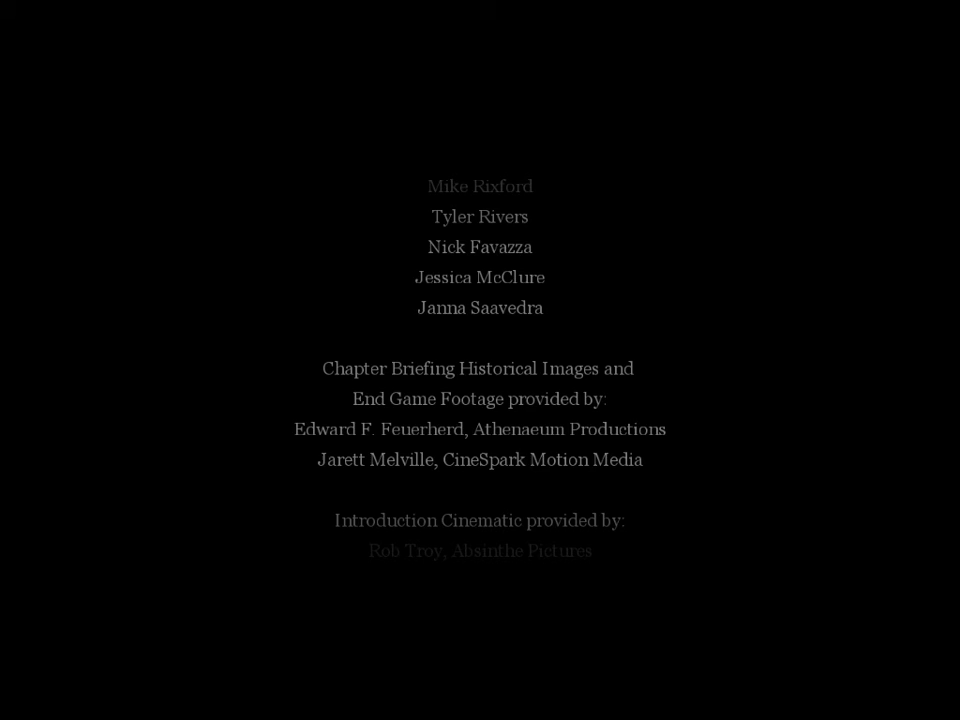 Mike Rixford
Tyler Rivers
Nick Favazza
Jessica McClure
Janna Saavedra
Chapter Briefing Historical Images and
End Game Footage provided by:
Edward F. Feuerherd, Athenaeum Productions
Jarett Melville, CineSpark Motion Media
Introduction Cinematic provided by:
Rob Troy, Absinthe Pictures